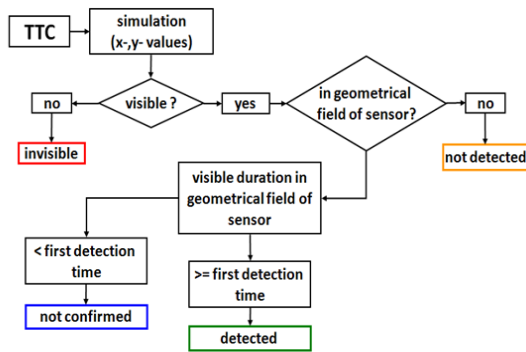 TTC
simulation
(x-,y- values)
no
visible ?
yes
in geometrical
field of sensor?
no
invisible
not detected
visible duration in
geometrical field of
sensor
< first detection
time
>= first detection
time
not confirmed
detected